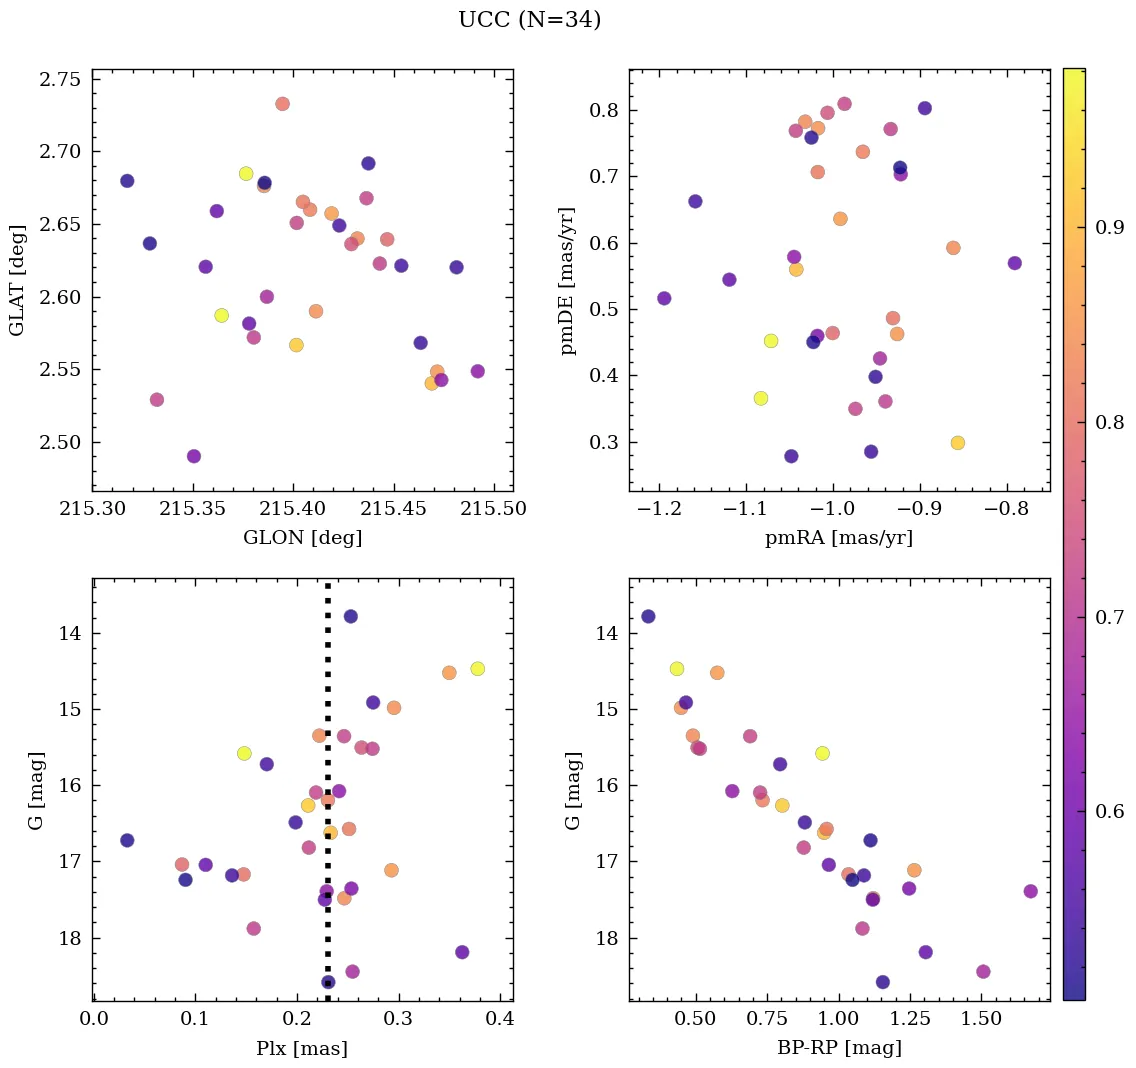 UCC (N=34)
2.75
2.70
2.65
2.60
2.55
2.50
GLAT [deg]
215.30 215.35 215.40 215.45 215.50
GLON [deg]
0.8
0.7
0.6
0.5
0.4
0.3
pmDE [mas/yr]
−1.2 −1.1 −1.0 −0.9 −0.8
pmRA [mas/yr]
0.9
0.8
0.7
0.6
14
15
16
17
18
G [mag]
0.0 0.1 0.2 0.3 0.4
Plx [mas]
14
15
16
17
18
G [mag]
0.50 0.75 1.00 1.25 1.50
BP-RP [mag]